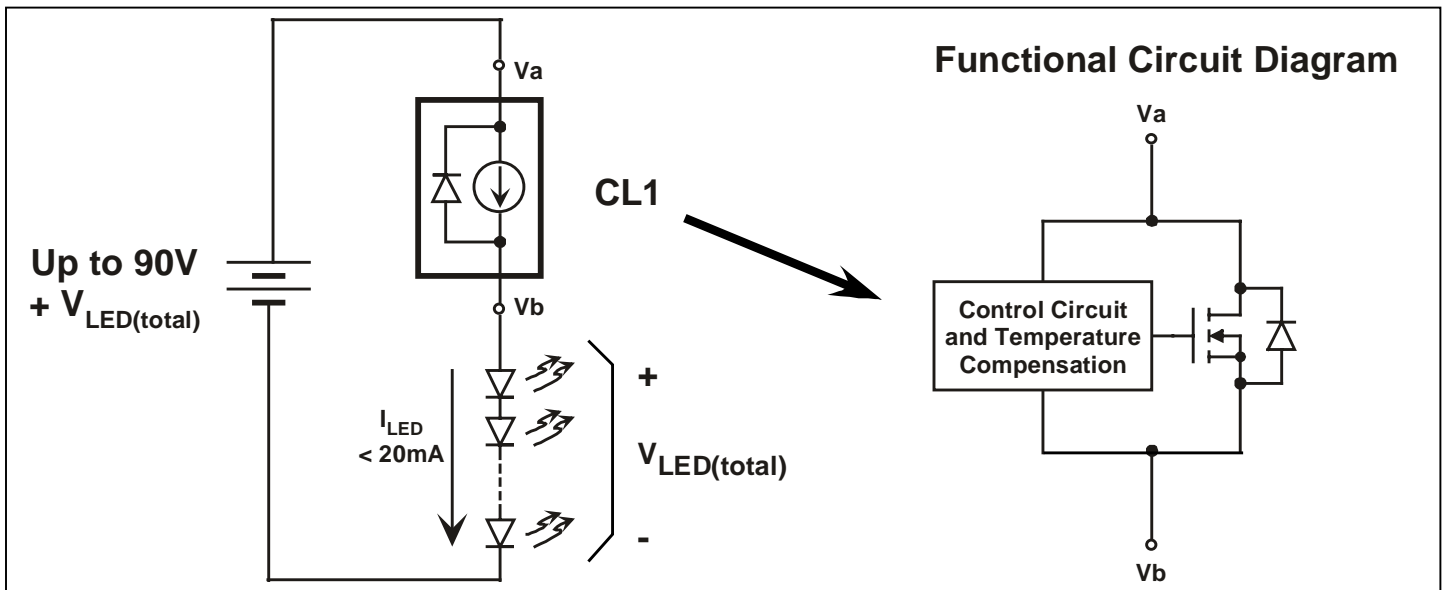 Functional Circuit Diagram
Va
CL1
Up to 90V
+ VLED(total)
Vb
ILED
< 20mA
+
VLED(total)
-
Va
Control Circuit
and Temperature
Compensation
Vb